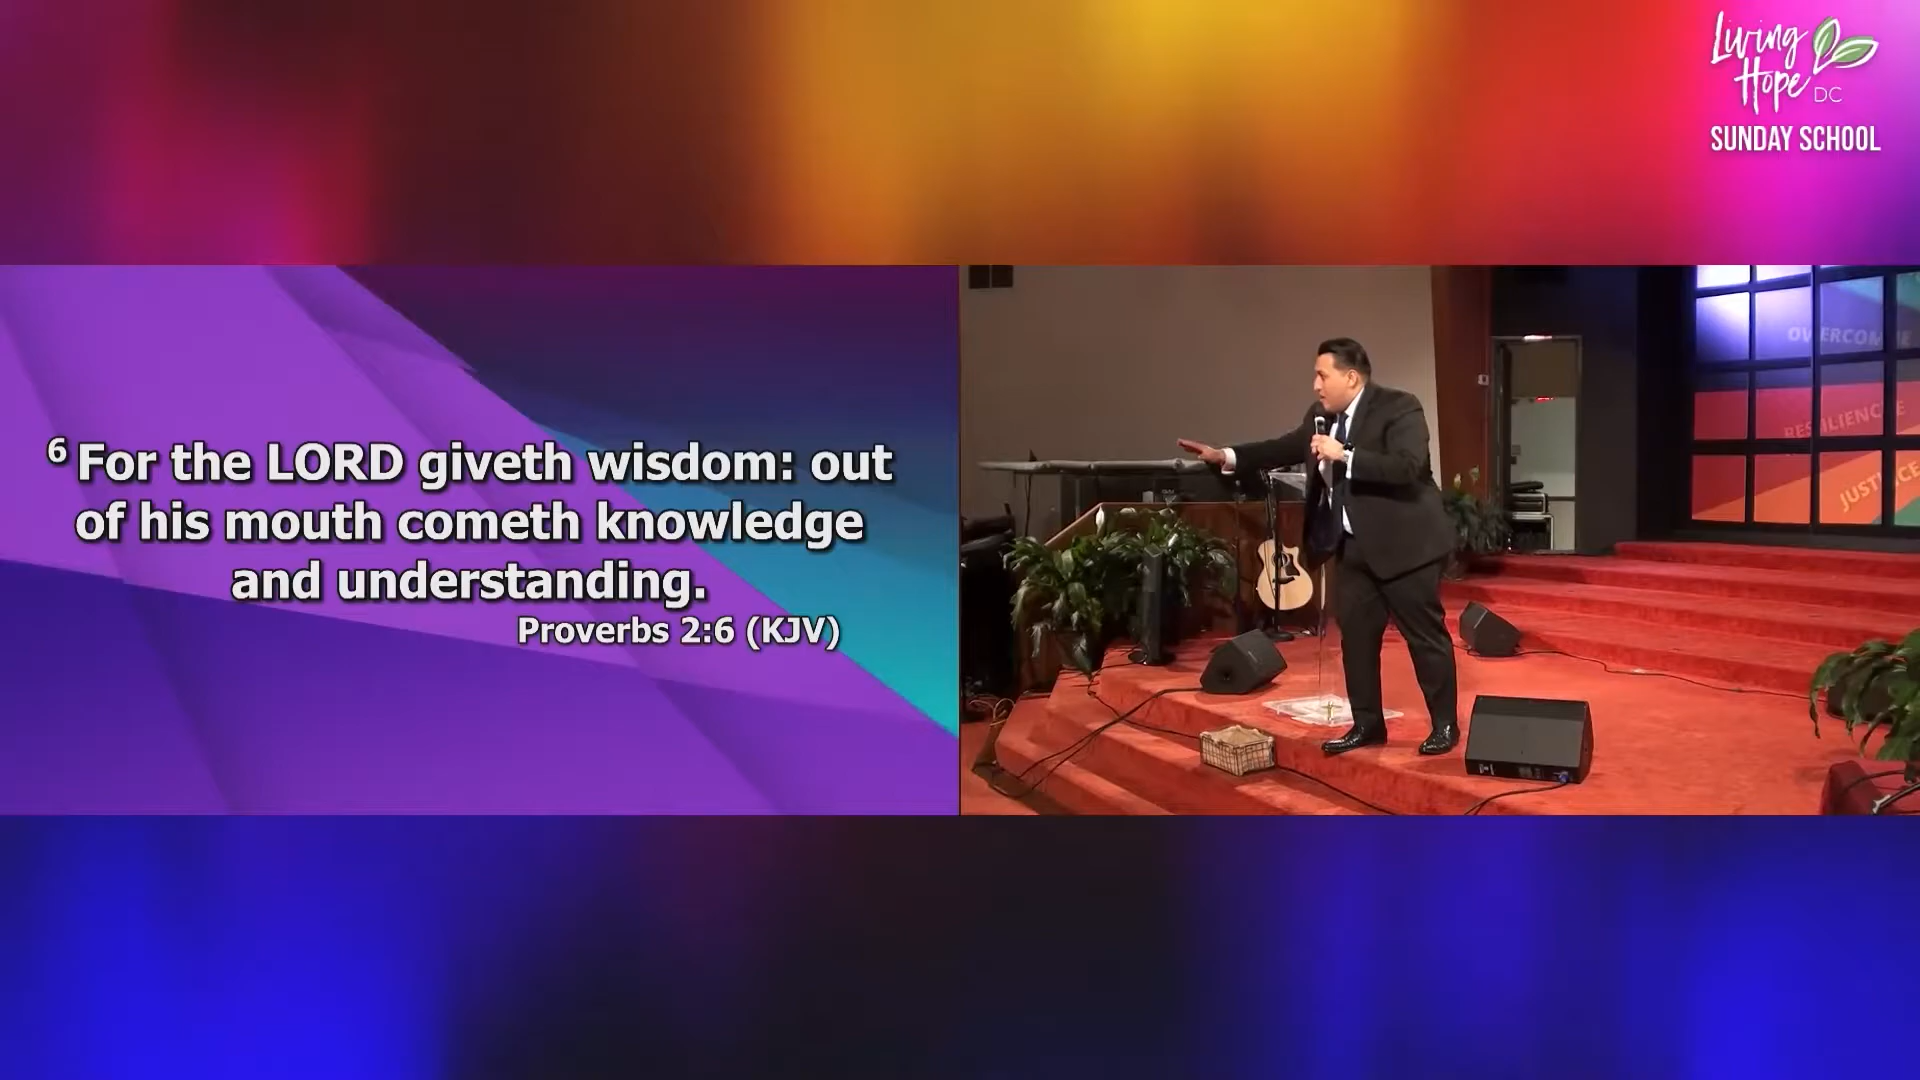 Living
Hope
DC
SUNDAY SCHOOL
6 For the LORD giveth wisdom: out
of his mouth cometh knowledge
and understanding.
Proverbs 2:6 (KJV)
OVERCOME
RESILIENCE
JUSTICE